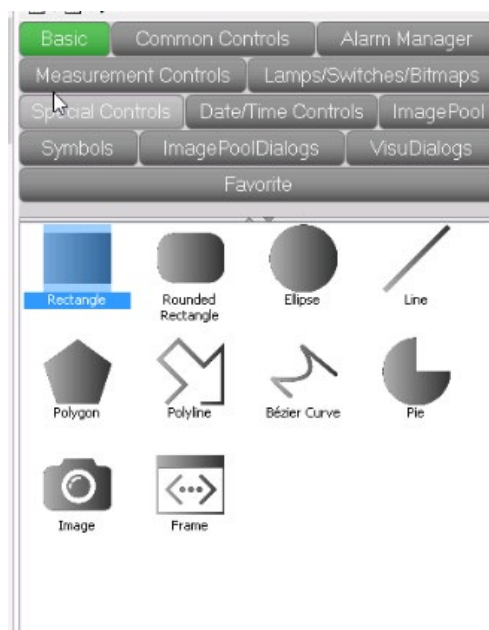 Basic Common Controls Alarm Manager
Measurement Controls Lamps/Switches/Bitmaps
Special Controls Date/Time Controls ImagePool
Symbols ImagePoolDialogs VisuDialogs
Favorite
Rectangle Rounded Rectangle Ellipse Line
Polygon Polyline Bézier Curve Pie
Image Frame